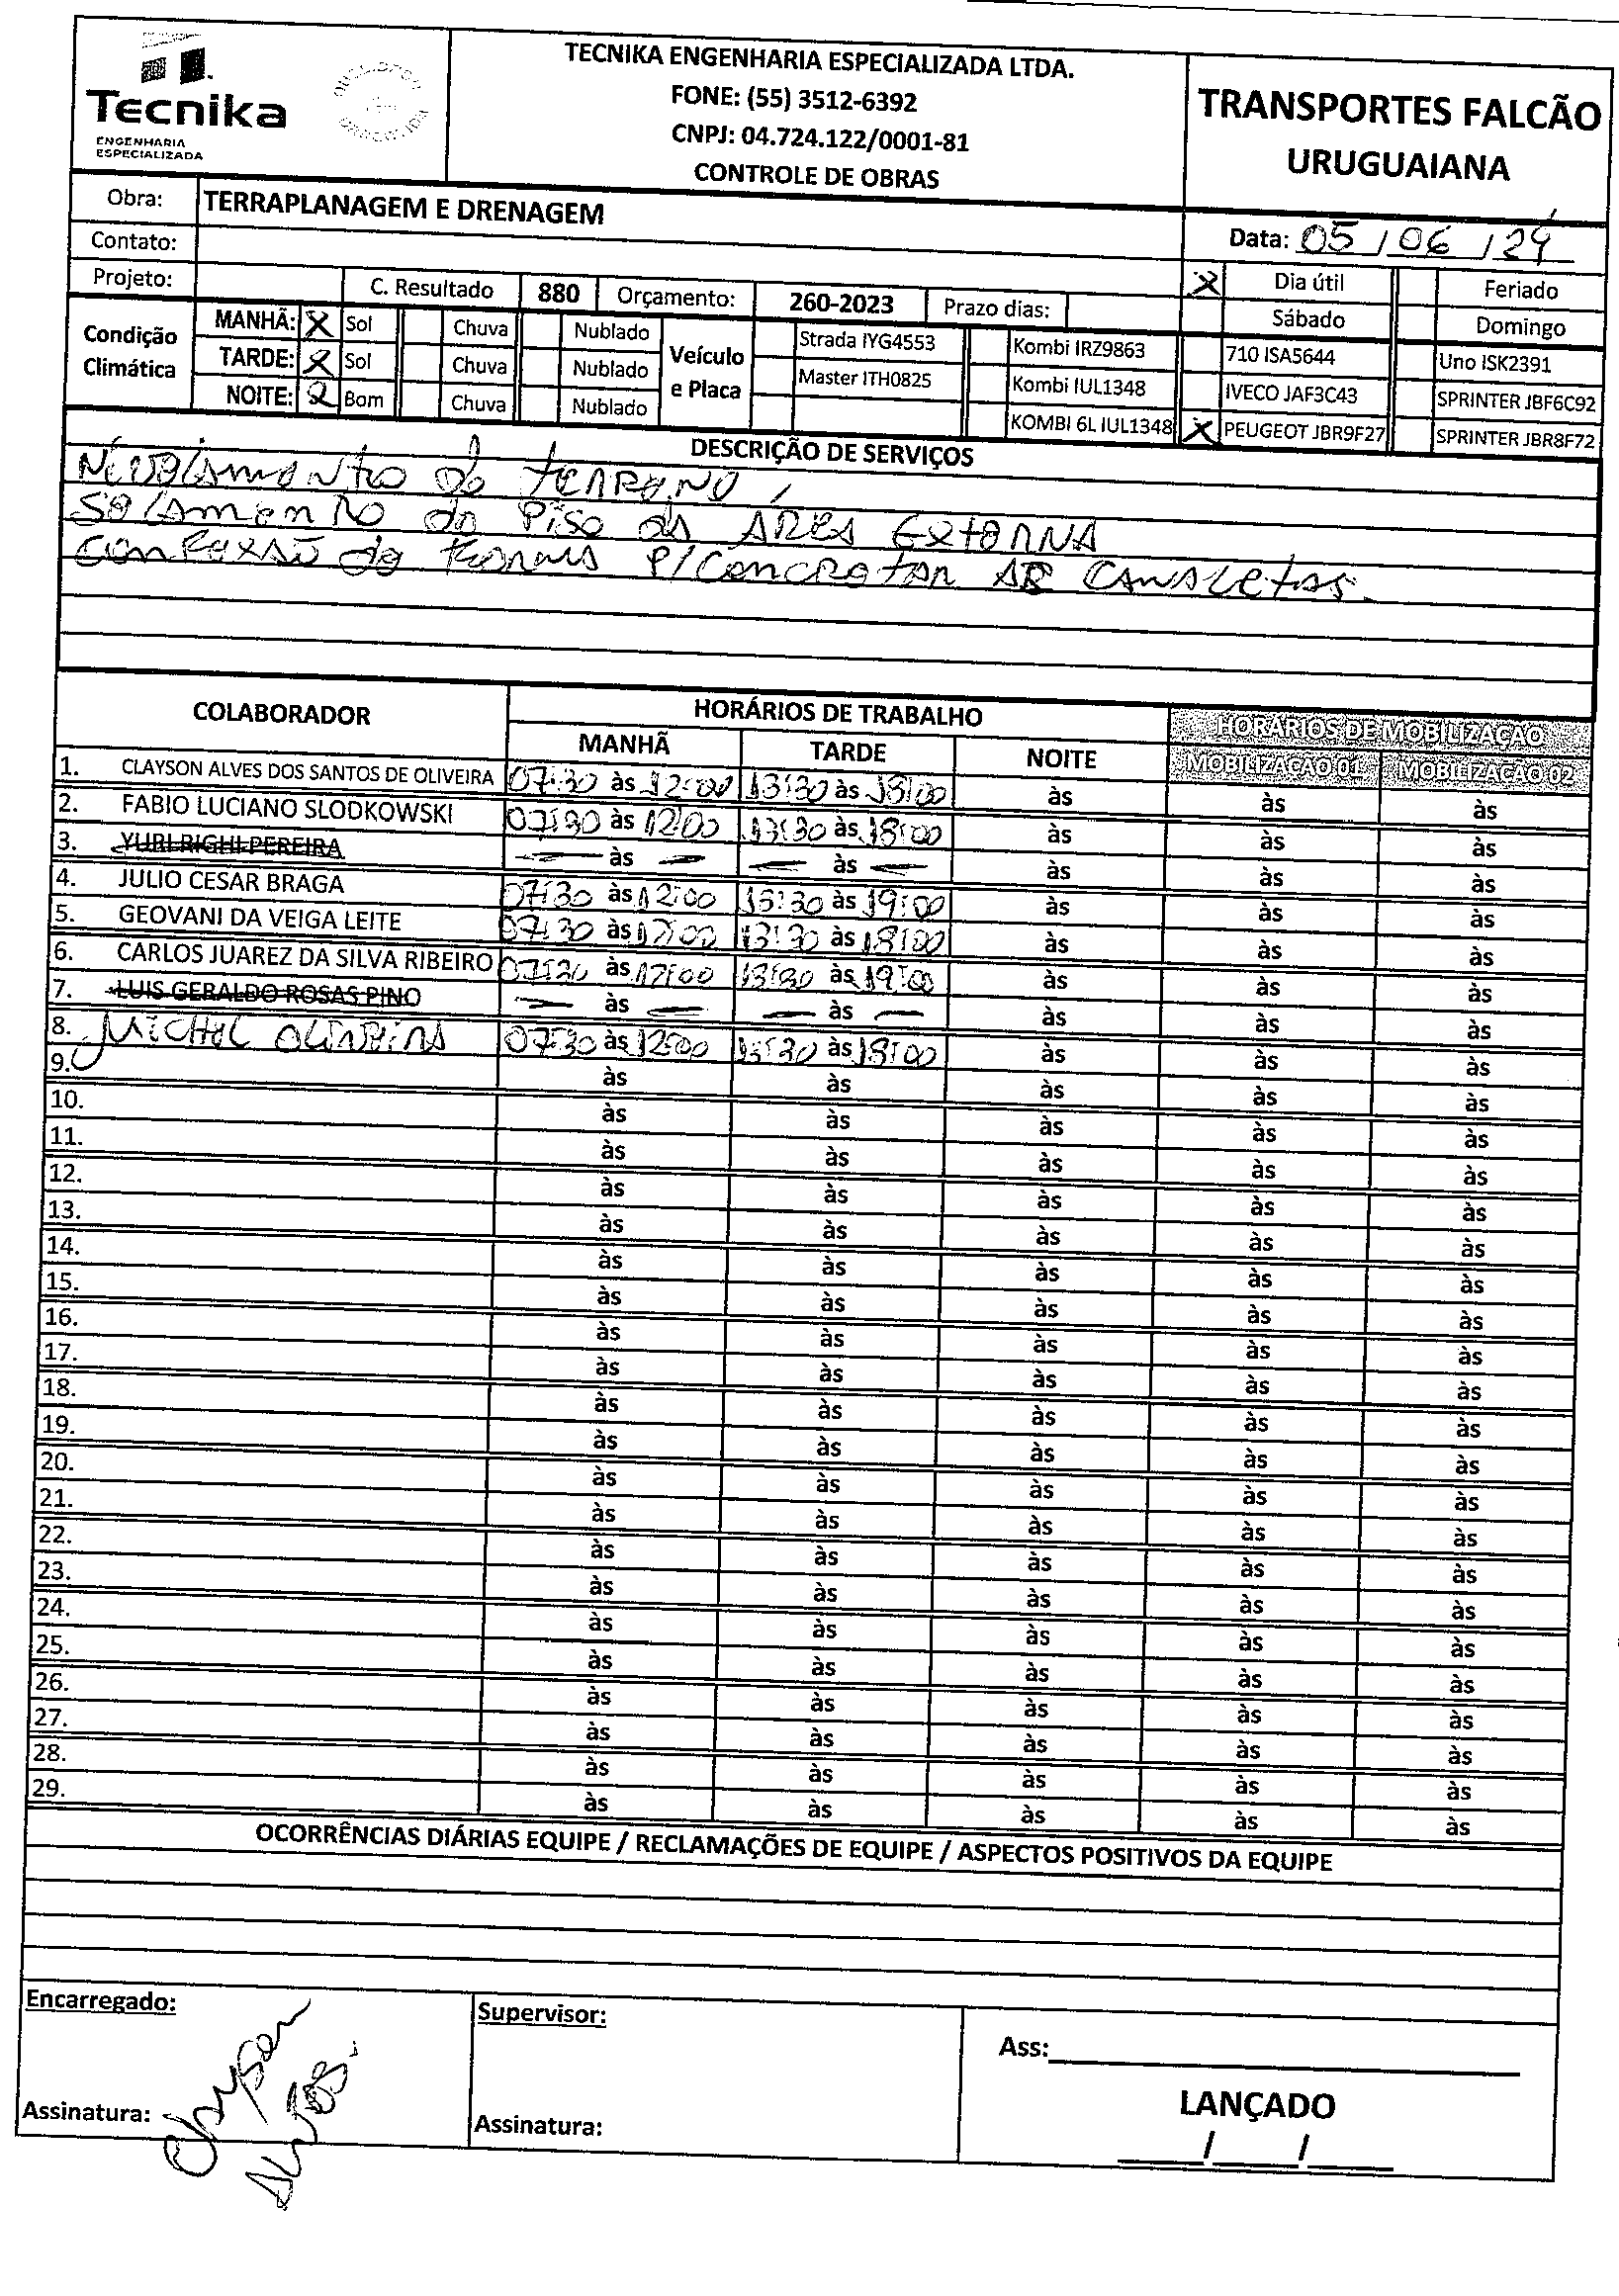 Tecnika
ENGENHARIA
ESPECIALIZADA
TECNIKA ENGENHARIA ESPECIALIZADA LTDA.
FONE: (55) 3512-6392
CNPJ: 04.724.122/0001-81
CONTROLE DE OBRAS
TRANSPORTES FALCÃO
URUGUAIANA
Obra: TERRAPLANAGEM E DRENAGEM
Contato:
Data: 05/06/24
Projeto: C. Resultado 880 Orçamento: 260-2023 Prazo dias:
X Dia útil Feriado
Sábado Domingo
Condição Climática
MANHÃ: X Sol Chuva Nublado
TARDE: X Sol Chuva Nublado
NOITE: X Bom Chuva Nublado
Veículo e Placa
Strada IYG4553 Kombi IRZ9863 710 ISA5644 Uno ISK2391
Master ITH0825 Kombi IUL1348 IVECO JAF3C43 SPRINTER JBF6C92
KOMBI 6L IUL1348 X PEUGEOT JBR9F27 SPRINTER JBR8F72
DESCRIÇÃO DE SERVIÇOS
do terreno
do Piso da AREA EXTERNA
de P/Concretar AS CANALETAS.
COLABORADOR HORÁRIOS DE TRABALHO HORÁRIOS DE MOBILIZAÇÃO
MANHÃ TARDE NOITE MOBILIZAÇÃO 01 MOBILIZAÇÃO 02
1. CLAYSON ALVES DOS SANTOS DE OLIVEIRA 07:30 às 12:00 13:30 às 18:00 às às às
2. FABIO LUCIANO SLODKOWSKI 07:30 às 12:00 13:30 às 18:00 às às às
3. YURI RIGHI PEREIRA — às — — às — às às às
4. JULIO CESAR BRAGA 07:30 às 12:00 13:30 às 19:00 às às às
5. GEOVANI DA VEIGA LEITE 07:30 às 12:00 13:30 às 18:00 às às às
6. CARLOS JUAREZ DA SILVA RIBEIRO 07:30 às 12:00 13:30 às 19:00 às às às
7. LUIS GERALDO ROSAS PINO — às — — às — às às às
8. MICHEL OLIVEIRA 07:30 às 12:00 13:30 às 18:00 às às às
9. às às às às às
10. às às às às às
11. às às às às às
12. às às às às às
13. às às às às às
14. às às às às às
15. às às às às às
16. às às às às às
17. às às às às às
18. às às às às às
19. às às às às às
20. às às às às às
21. às às às às às
22. às às às às às
23. às às às às às
24. às às às às às
25. às às às às às
26. às às às às às
27. às às às às às
28. às às às às às
29. às às às às às
OCORRÊNCIAS DIÁRIAS EQUIPE / RECLAMAÇÕES DE EQUIPE / ASPECTOS POSITIVOS DA EQUIPE
Encarregado:
Supervisor:
Ass:
Clayson
Alves.
LANÇADO
Assinatura:
Assinatura:
/ /